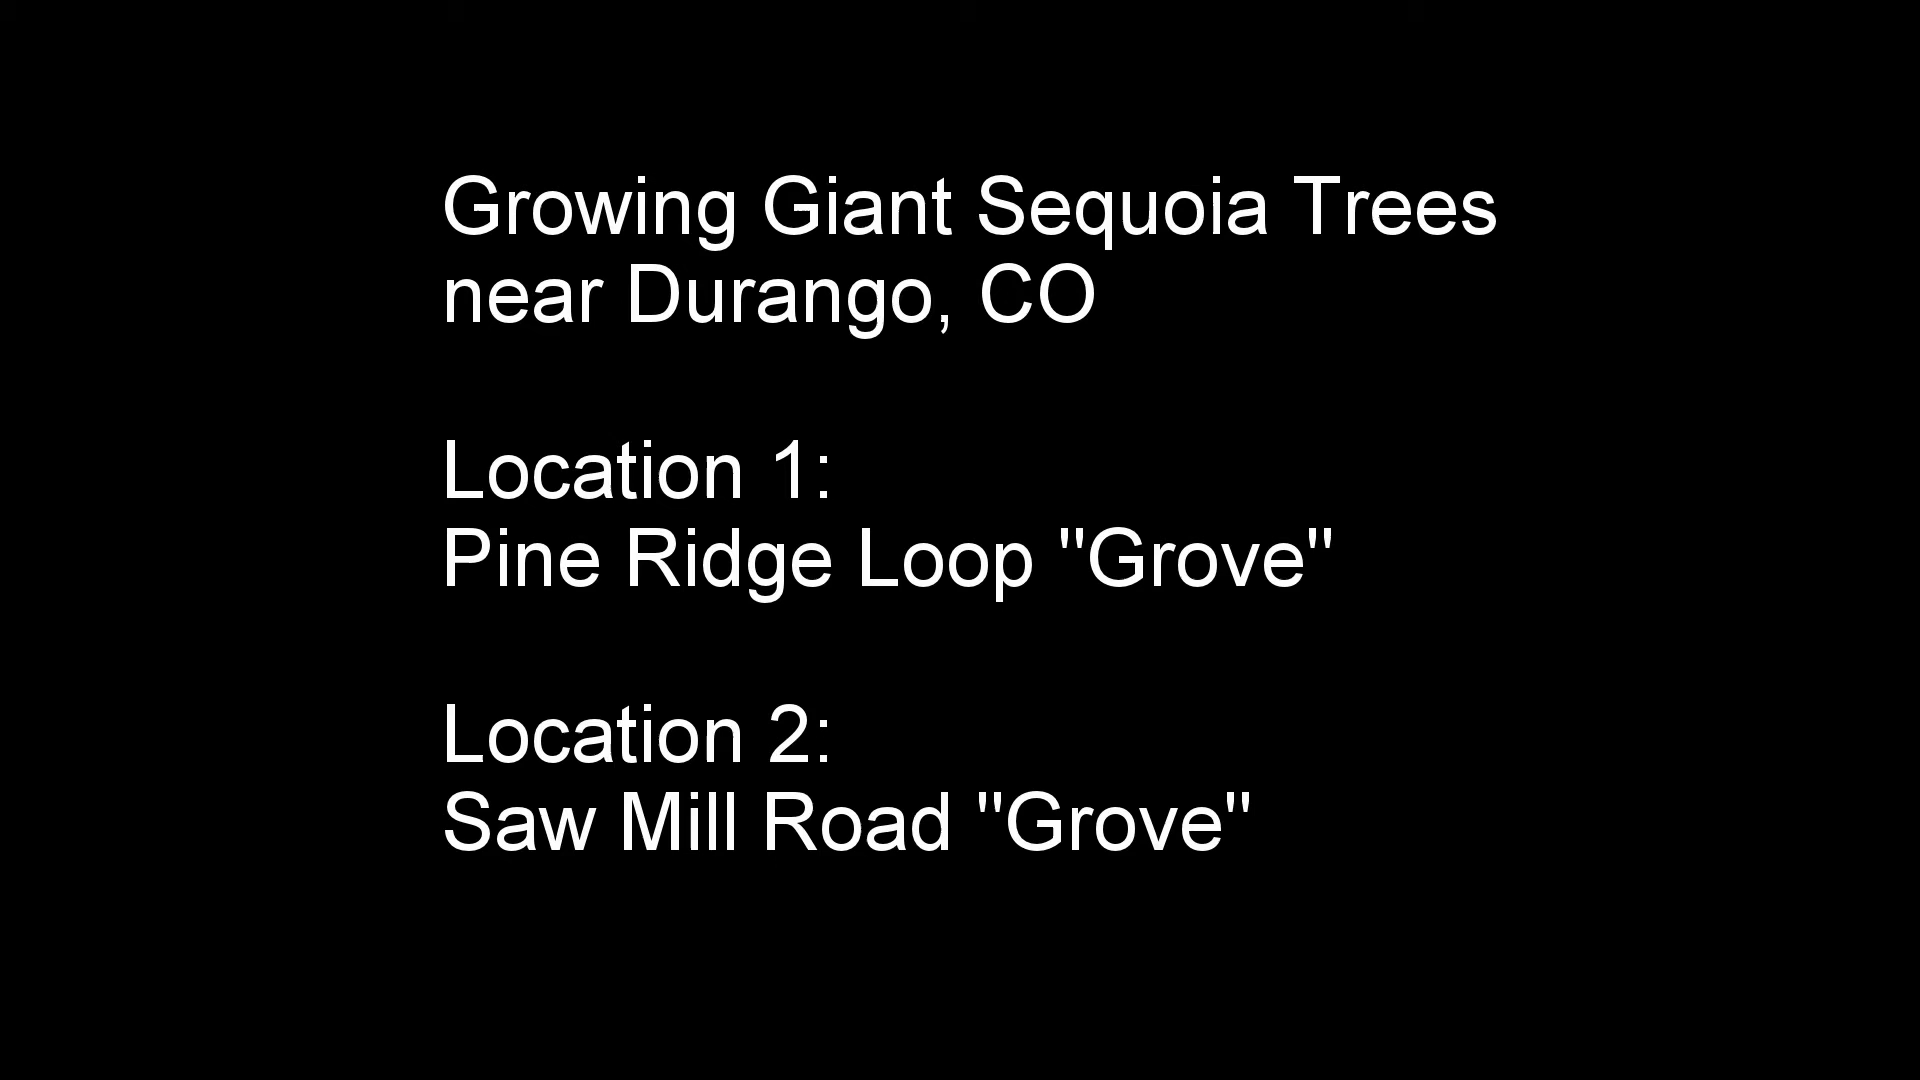 Growing Giant Sequoia Trees
near Durango, CO
Location 1:
Pine Ridge Loop "Grove"
Location 2:
Saw Mill Road "Grove"